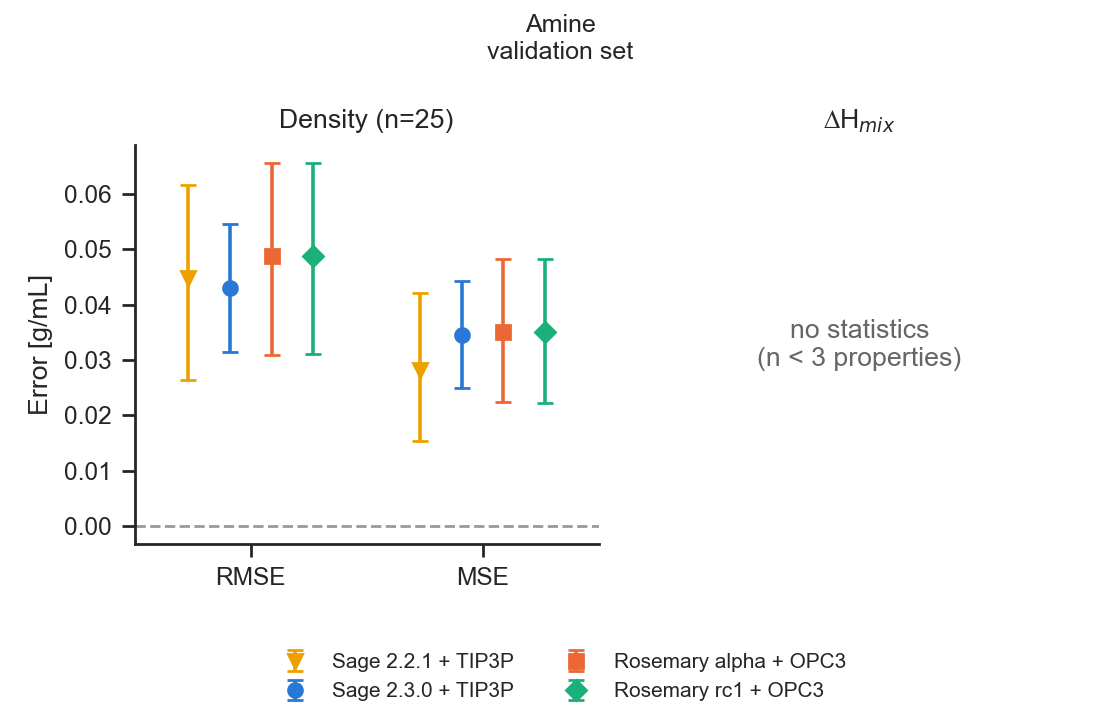 Amine
validation set
Density (n=25)
ΔH_mix
0.06
0.05
0.04
0.03
0.02
0.01
0.00
Error [g/mL]
RMSE
MSE
no statistics
(n < 3 properties)
Sage 2.2.1 + TIP3P
Sage 2.3.0 + TIP3P
Rosemary alpha + OPC3
Rosemary rc1 + OPC3